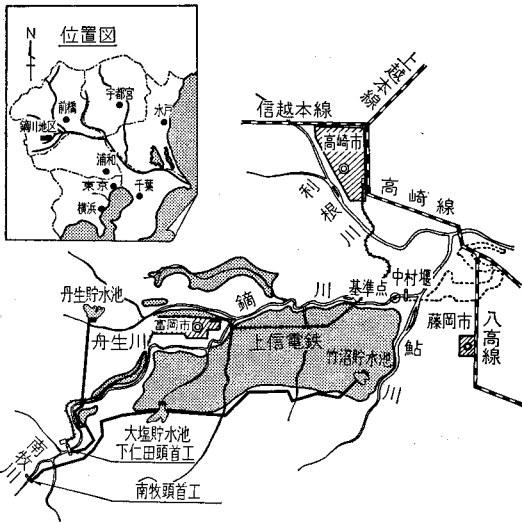 位置図
N
前橋
宇都宮
水戸
鏑川地区
浦和
東京
千葉
横浜
上越本線
信越本線
高崎市
利根川
高崎線
丹生貯水池
鏑川
基準点
中村堰
藤岡市
八高線
富岡市
丹生川
上信電鉄
竹沼貯水池
鮎川
大塩貯水池
下仁田頭首工
南牧川
南牧頭首工